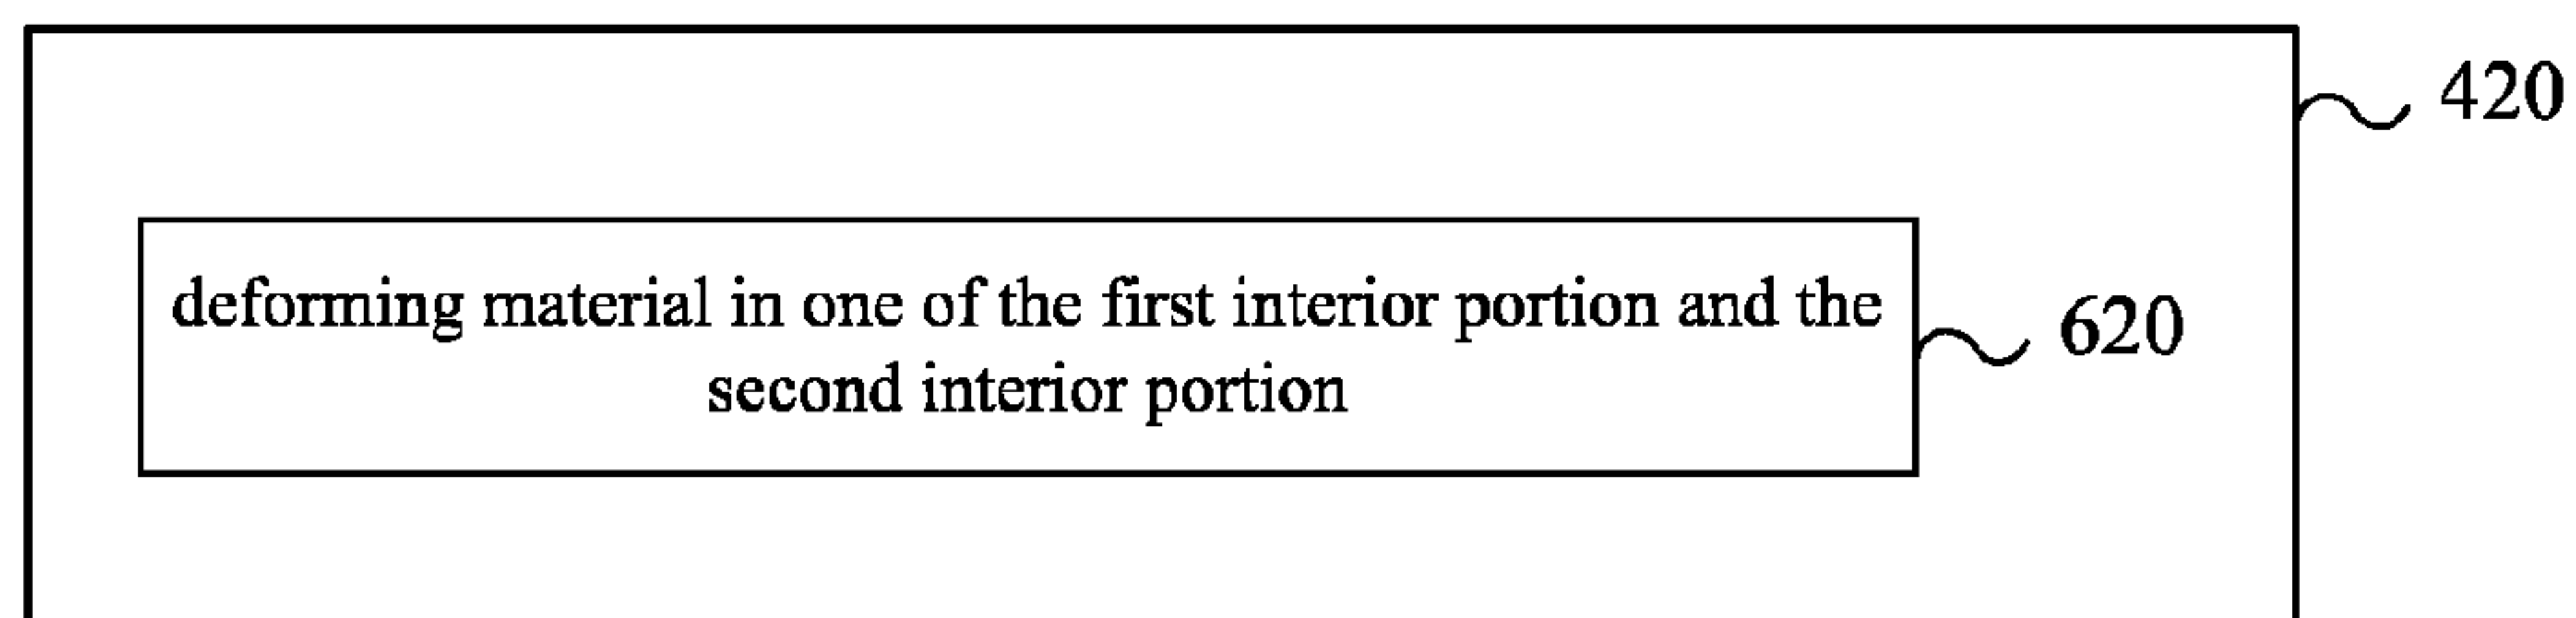 420
deforming material in one of the first interior portion and the
second interior portion
620